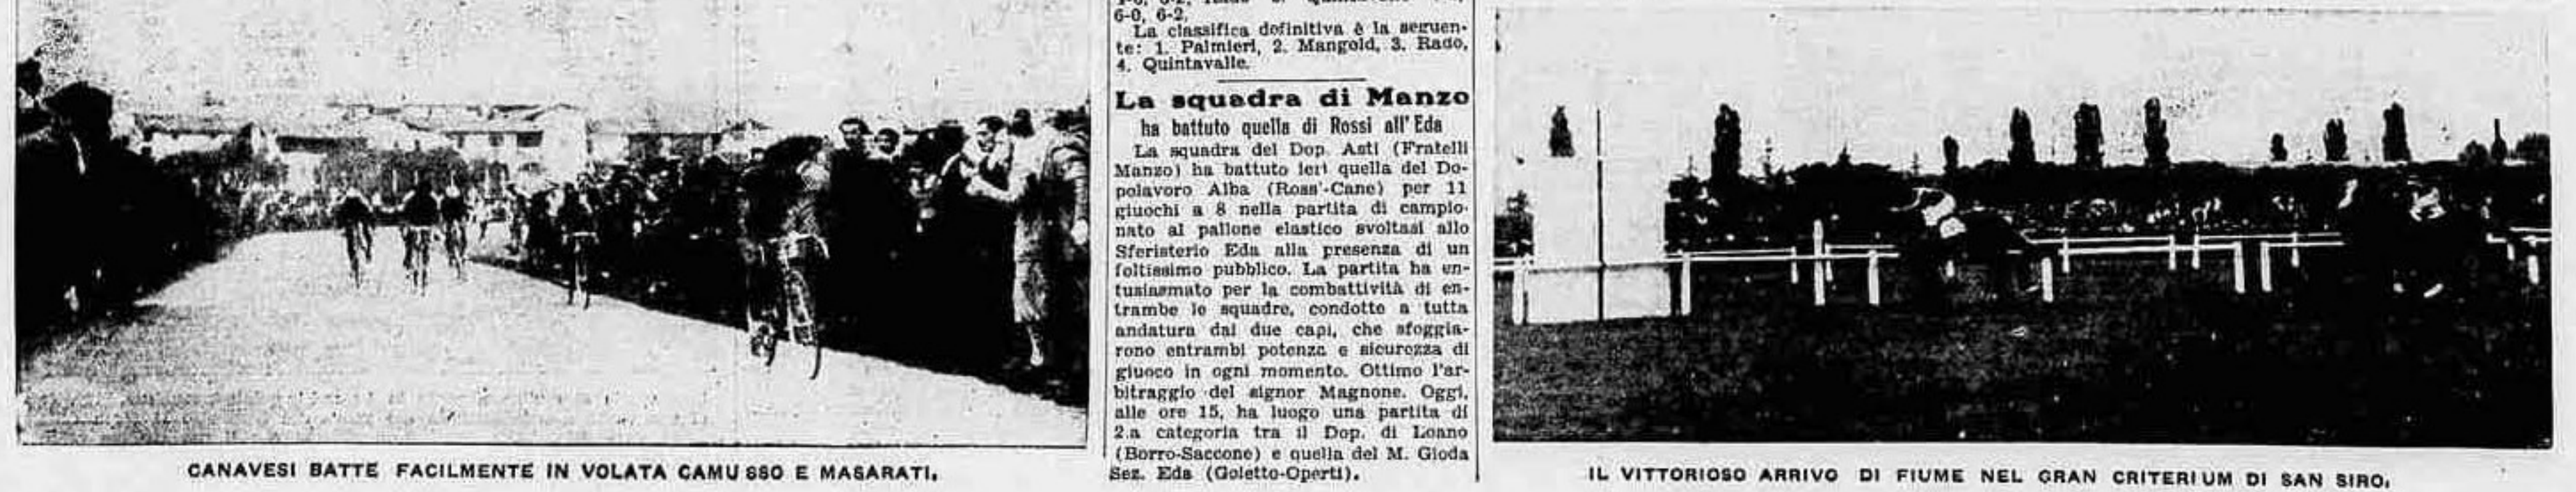 6-0, 6-2.
La classifica definitiva è la seguen-
te: 1. Palmieri, 2. Mangold, 3. Rado,
4. Quintavalle.
La squadra di Manzo
ha battuto quella di Rossi all'Eda
La squadra del Dop. Asti (Fratelli
Manzo) ha battuto ieri quella del Do-
polavoro Alba (Ross'-Cane) per 11
giuochi a 8 nella partita di campio-
nato al pallone elastico svoltasi allo
Sferisterio Eda alla presenza di un
foltissimo pubblico. La partita ha en-
tusiasmato per la combattività di en-
trambe le squadre, condotte a tutta
andatura dai due capi, che sfoggia-
rono entrambi potenza e sicurezza di
giuoco in ogni momento. Ottimo l'ar-
bitraggio del signor Magnone. Oggi,
alle ore 15, ha luogo una partita di
2.a categoria tra il Dop. di Loano
(Borro-Saccone) e quella del M. Gioda
Sez. Eda (Goletto-Operti).
CANAVESI BATTE FACILMENTE IN VOLATA CAMUSSO E MASARATI.
IL VITTORIOSO ARRIVO DI FIUME NEL GRAN CRITERIUM DI SAN SIRO.